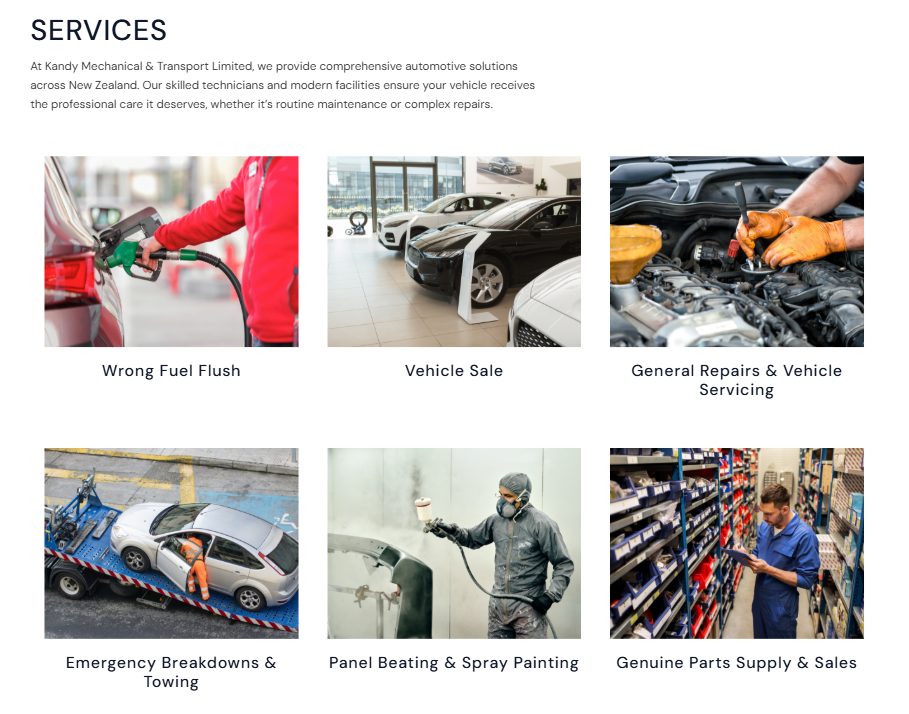 SERVICES
At Kandy Mechanical & Transport Limited, we provide comprehensive automotive solutions
across New Zealand. Our skilled technicians and modern facilities ensure your vehicle receives
the professional care it deserves, whether it's routine maintenance or complex repairs.
Wrong Fuel Flush
Vehicle Sale
General Repairs & Vehicle
Servicing
Emergency Breakdowns &
Towing
Panel Beating & Spray Painting
Genuine Parts Supply & Sales